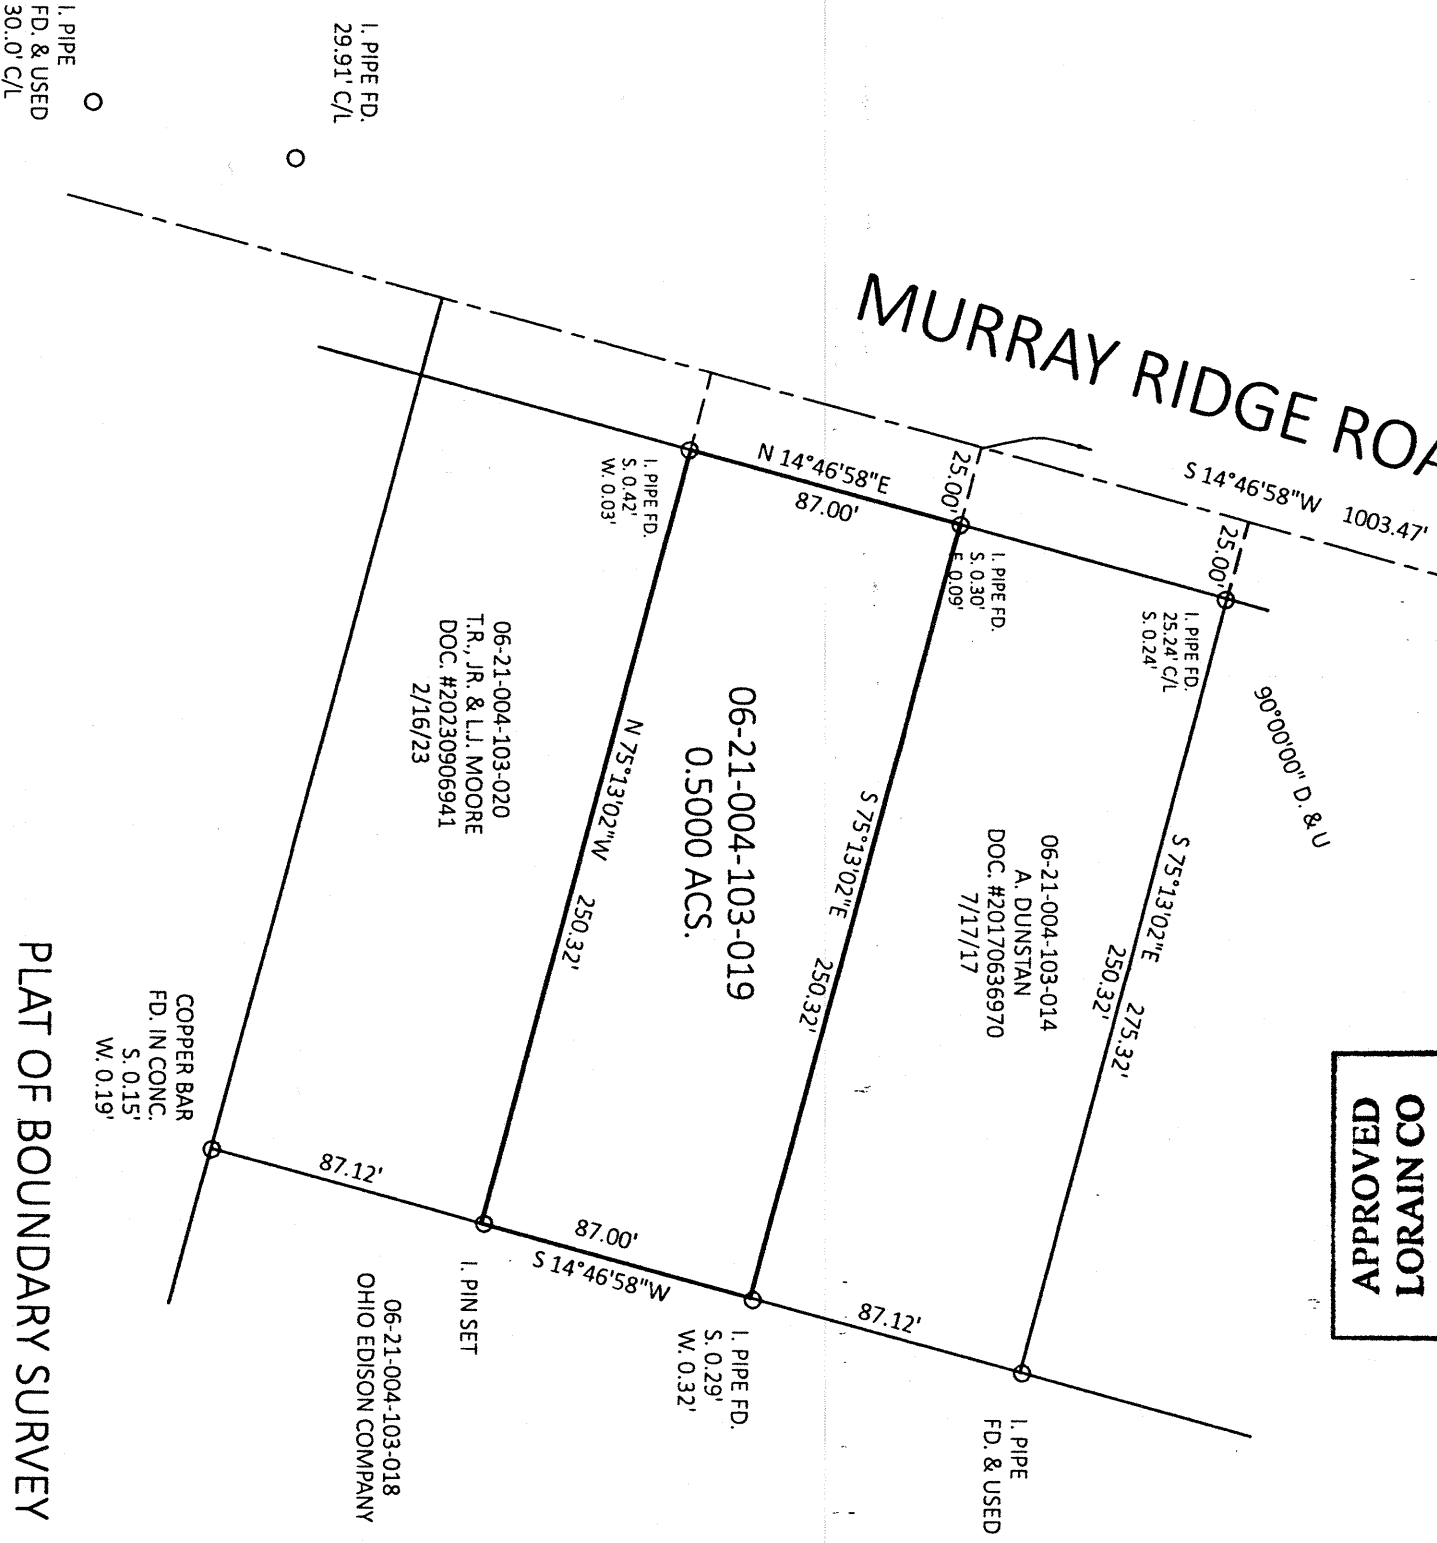 I. PIPE
FD. & USED
30..0' C/L
I. PIPE FD.
29.91' C/L
MURRAY RIDGE ROA
S 14°46'58"W 1003.47'
N 14°46'58"E
87.00'
25.00'
25.00'
I. PIPE FD.
S. 0.42'
W. 0.03'
I. PIPE FD.
S. 0.30'
E. 0.09'
I. PIPE FD.
25.24' C/L
S. 0.24'
90°00'00" D. & U
S 75°13'02"E 275.32'
250.32'
06-21-004-103-014
A. DUNSTAN
DOC. #20170636970
7/17/17
S 75°13'02"E 250.32'
06-21-004-103-019
0.5000 ACS.
N 75°13'02"W 250.32'
06-21-004-103-020
T.R., JR. & L.J. MOORE
DOC. #20230906941
2/16/23
COPPER BAR
FD. IN CONC.
S. 0.15'
W. 0.19'
87.12'
87.00'
S 14°46'58"W
87.12'
I. PIN SET
I. PIPE FD.
S. 0.29'
W. 0.32'
I. PIPE
FD. & USED
06-21-004-103-018
OHIO EDISON COMPANY
LORAIN CO
APPROVED
PLAT OF BOUNDARY SURVEY